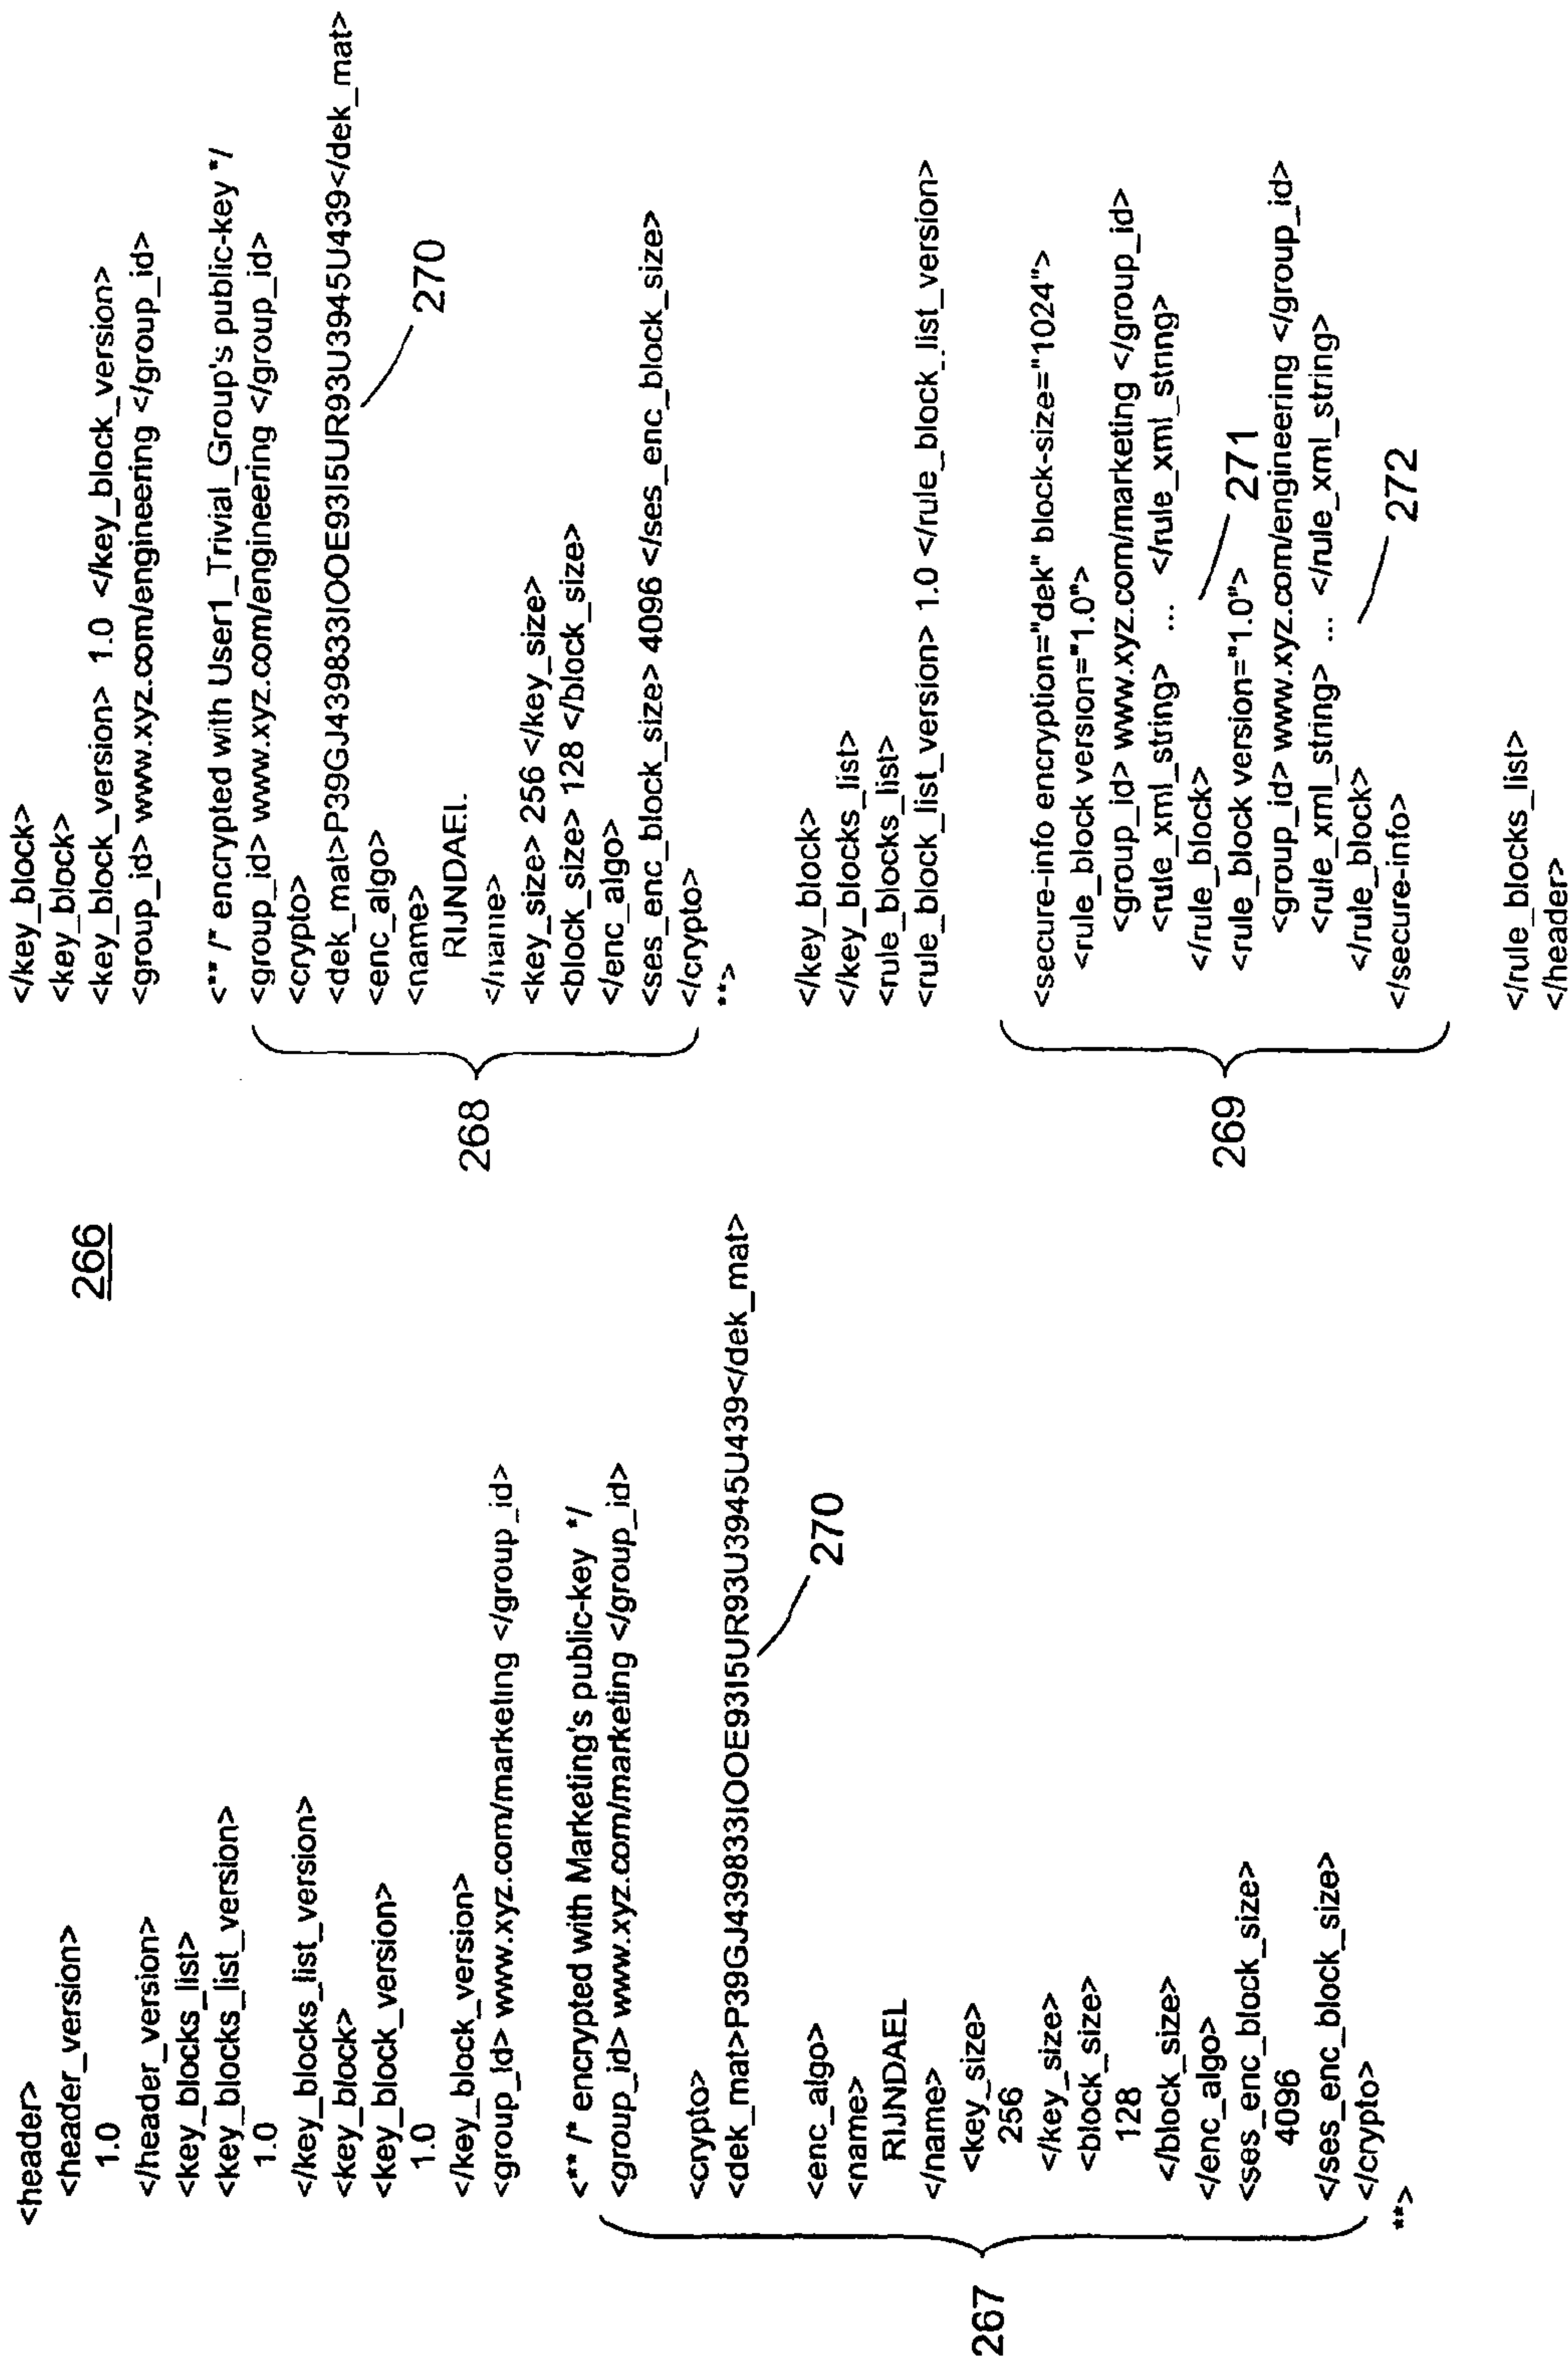 266
<header>
<header_version>
1.0
</header_version>
<key_blocks_list>
<key_blocks_list_version>
1.0
</key_blocks_list_version>
<key_block>
<key_block_version>
1.0
</key_block_version>
<group_id> www.xyz.com/marketing </group_id>
<** /* encrypted with Marketing's public-key */
<group_id> www.xyz.com/marketing </group_id>
<crypto>
<dek_mat>P39GJ439833IOOE93I5UR93U3945U439</dek_mat>
270
<enc_algo>
<name>
RIJNDAEL
</name>
<key_size>
256
</key_size>
<block_size>
128
</block_size>
</enc_algo>
<ses_enc_block_size>
4096
</ses_enc_block_size>
</crypto>
**>
267
</key_block>
<key_block>
<key_block_version> 1.0 </key_block_version>
<group_id> www.xyz.com/engineering </group_id>
<** /* encrypted with User1_Trivial_Group's public-key */
<group_id> www.xyz.com/engineering </group_id>
<crypto>
<dek_mat>P39GJ439833IOOE93I5UR93U3945U439</dek_mat>
270
<enc_algo>
<name>
RIJNDAEL
</name>
<key_size> 256 </key_size>
<block_size> 128 </block_size>
</enc_algo>
<ses_enc_block_size> 4096 </ses_enc_block_size>
</crypto>
**>
268
</key_block>
</key_blocks_list>
<rule_blocks_list>
<rule_block_list_version> 1.0 </rule_block_list_version>
<secure-info encryption="dek" block-size="1024">
<rule_block version="1.0">
<group_id> www.xyz.com/marketing </group_id>
<rule_xml_string> ... </rule_xml_string>
</rule_block>
271
<rule_block version="1.0">
<group_id> www.xyz.com/engineering </group_id>
<rule_xml_string> ... </rule_xml_string>
</rule_block>
272
</secure-info>
269
</rule_blocks_list>
</header>